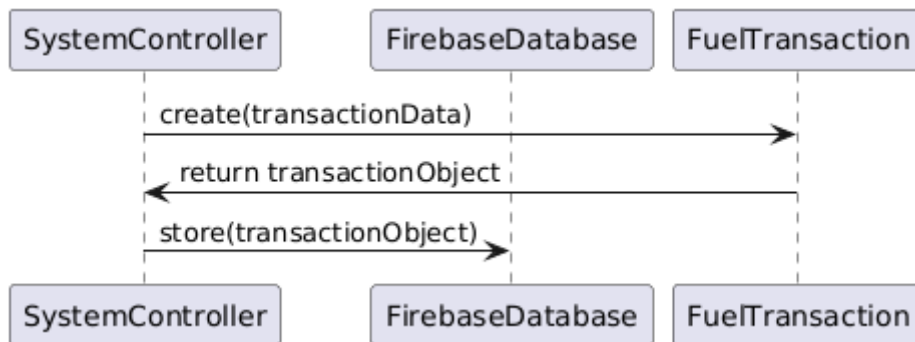 SystemController FirebaseDatabase FuelTransaction
create(transactionData)
return transactionObject
store(transactionObject)
SystemController FirebaseDatabase FuelTransaction